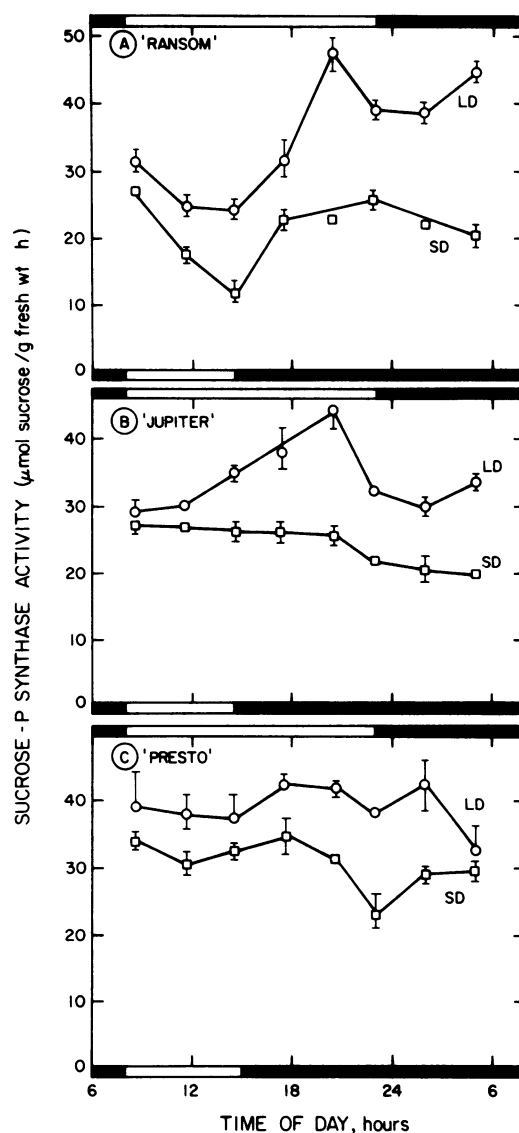 SUCROSE-P SYNTHASE ACTIVITY (μmol sucrose/g fresh wt h)
A 'RANSOM'
50
40
30
20
10
0
LD
SD
B 'JUPITER'
40
30
20
10
0
LD
SD
C 'PRESTO'
40
30
20
10
0
LD
SD
6 12 18 24 6
TIME OF DAY, hours